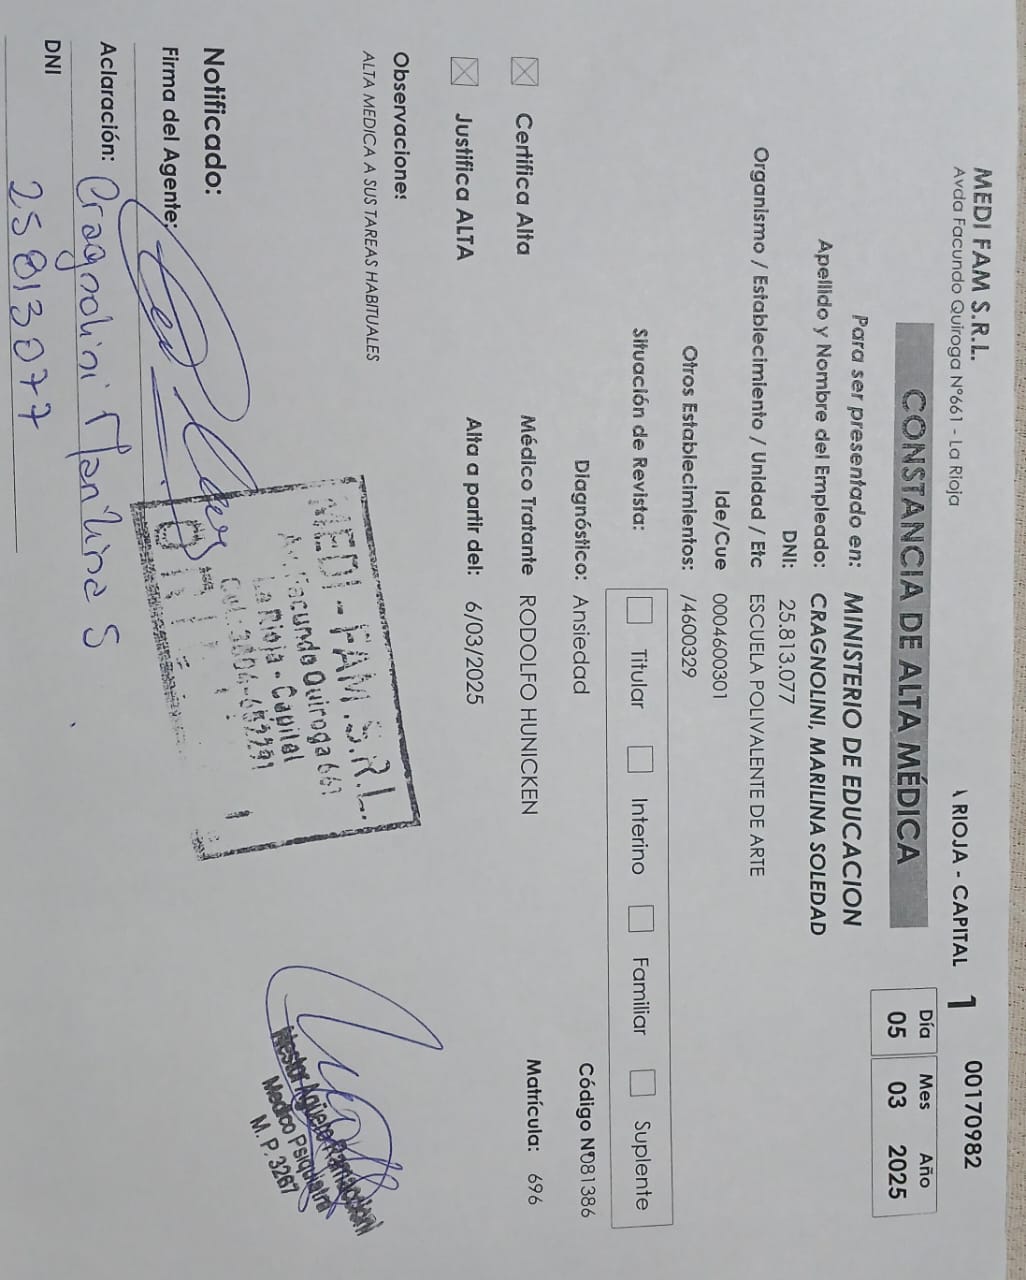 MEDI FAM S.R.L.
Avda Facundo Quiroga N°661 - La Rioja
\ RIOJA - CAPITAL 1 00170982
CONSTANCIA DE ALTA MÉDICA
Día Mes Año
05 03 2025
Para ser presentado en: MINISTERIO DE EDUCACION
Apellido y Nombre del Empleado: CRAGNOLINI, MARILINA SOLEDAD
DNI: 25.813.077
Organismo / Establecimiento / Unidad / Etc ESCUELA POLIVALENTE DE ARTE
Ide/Cue 0004600301
Otros Establecimientos: /4600329
Situación de Revista: Titular Interino Familiar Suplente
Diagnóstico: Ansiedad Código N°081386
Certifica Alta Médico Tratante RODOLFO HUNICKEN Matrícula: 696
Justifica ALTA Alta a partir del: 6/03/2025
Observaciones:
ALTA MEDICA A SUS TAREAS HABITUALES
Notificado:
Firma del Agente:
Aclaración: Cragnolini Marilina S
DNI 25813077
MEDI-FAM.S.R.L.
Av. Facundo Quiroga 661
La Rioja - Capital
Nestor Agüero
Medico Psiquiatra
M. P. 3267